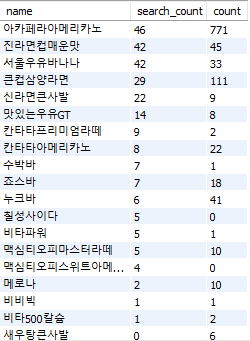 name search_count count
아카페라아메리카노 46 771
진라면컵매운맛 42 45
서울우유바나나 42 33
큰컵삼양라면 29 111
신라면큰사발 22 9
맛있는우유GT 14 8
칸타타프리미엄라떼 9 2
칸타타아메리카노 8 22
수박바 7 1
죠스바 7 18
누크바 6 41
칠성사이다 5 0
비타파워 5 1
맥심티오피마스터라떼 5 10
맥심티오피스위트아메... 4 0
메로나 2 10
비비빅 1 1
비타500칼슘 1 2
새우탕큰사발 0 6